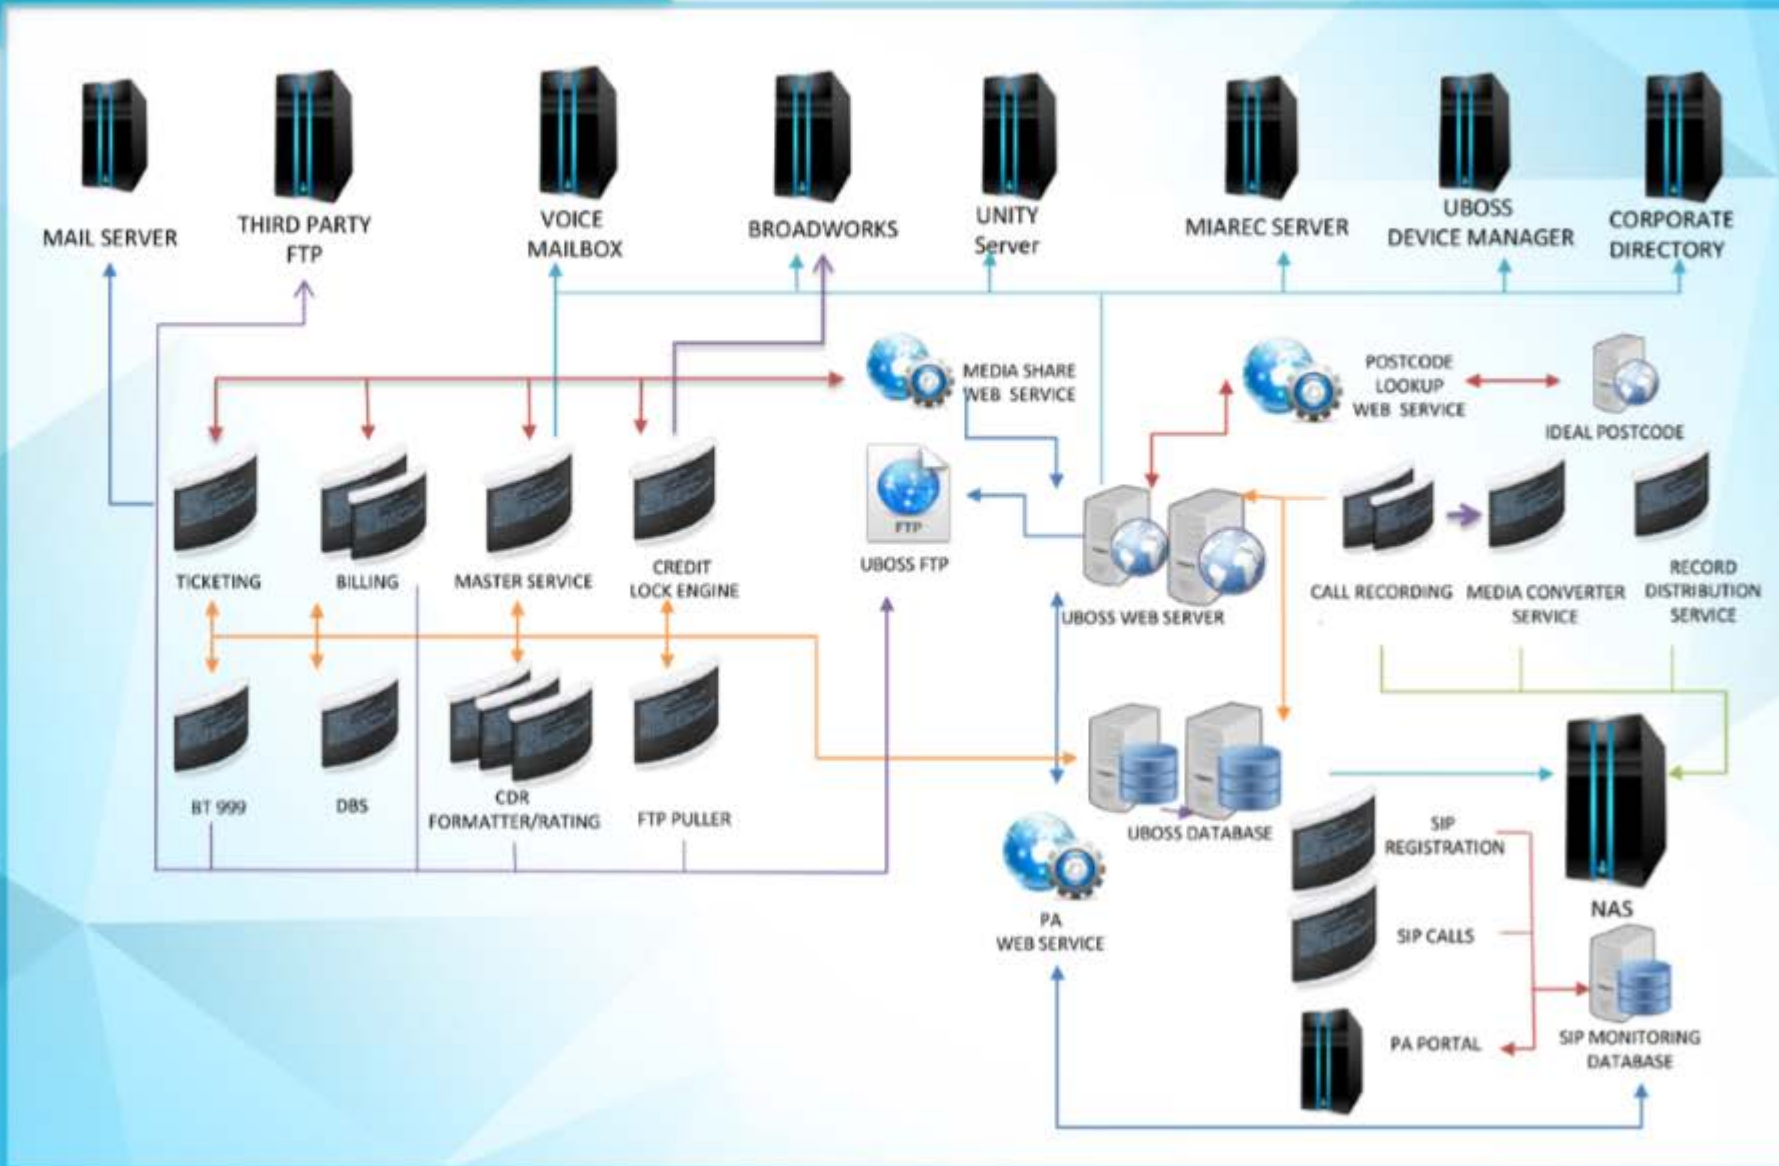 MAIL SERVER
THIRD PARTY
FTP
VOICE
MAILBOX
BROADWORKS
UNITY
Server
MIAREC SERVER
UBOSS
DEVICE MANAGER
CORPORATE
DIRECTORY
MEDIA SHARE
WEB SERVICE
POSTCODE
LOOKUP
WEB SERVICE
IDEAL POSTCODE
FTP
UBOSS FTP
TICKETING
BILLING
MASTER SERVICE
CREDIT
LOCK ENGINE
UBOSS WEB SERVER
CALL RECORDING
MEDIA CONVERTER
SERVICE
RECORD
DISTRIBUTION
SERVICE
BT 999
DBS
CDR
FORMATTER/RATING
FTP PULLER
UBOSS DATABASE
SIP
REGISTRATION
NAS
PA
WEB SERVICE
SIP CALLS
PA PORTAL
SIP MONITORING
DATABASE